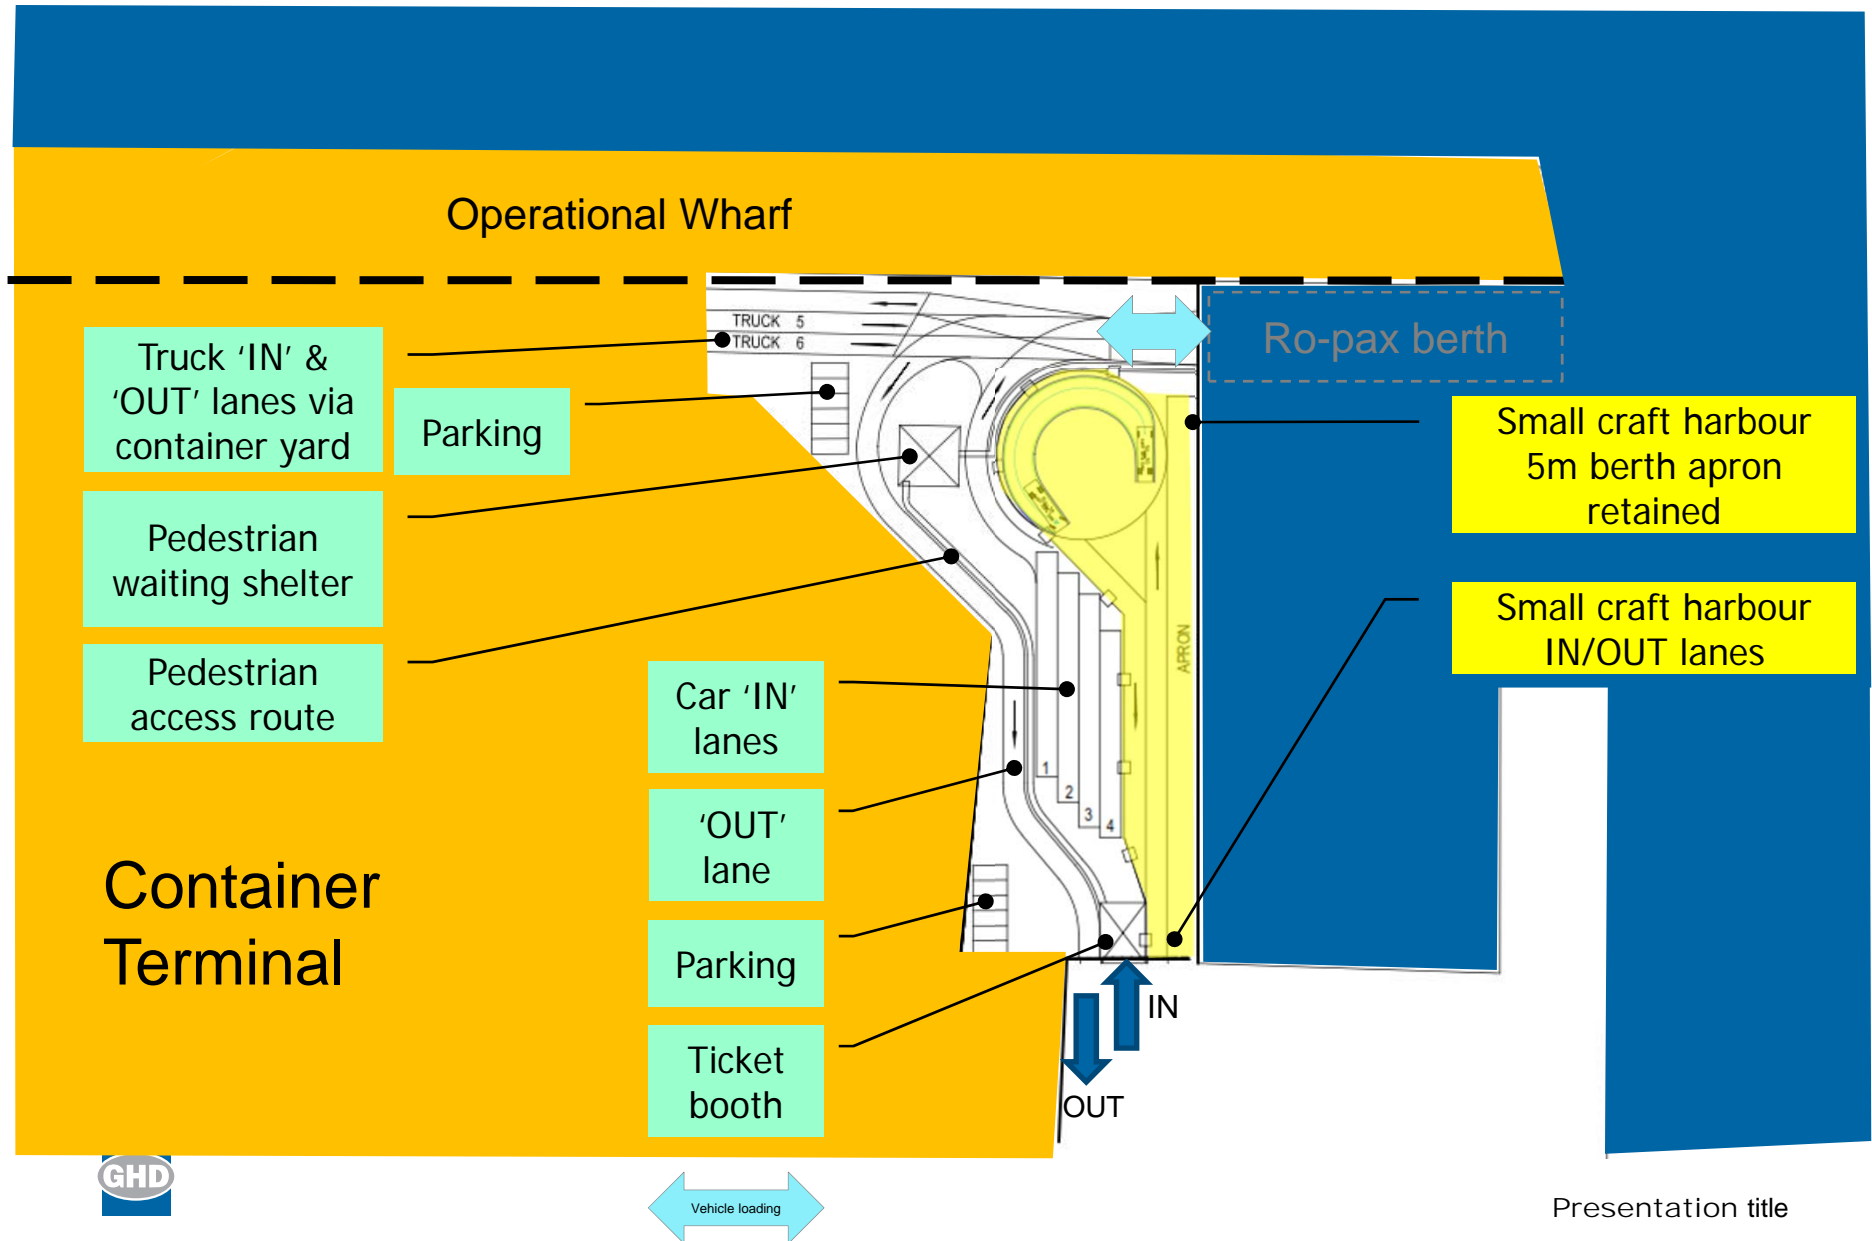 Operational Wharf
TRUCK 5
TRUCK 6
Ro-pax berth
Truck ‘IN’ &
‘OUT’ lanes via
container yard
Parking
Pedestrian
waiting shelter
Pedestrian
access route
Small craft harbour
5m berth apron
retained
Small craft harbour
IN/OUT lanes
APRON
Car ‘IN’
lanes
‘OUT’
lane
Parking
Ticket
booth
1
2
3
4
Container
Terminal
IN
OUT
GHD
Vehicle loading
Presentation title